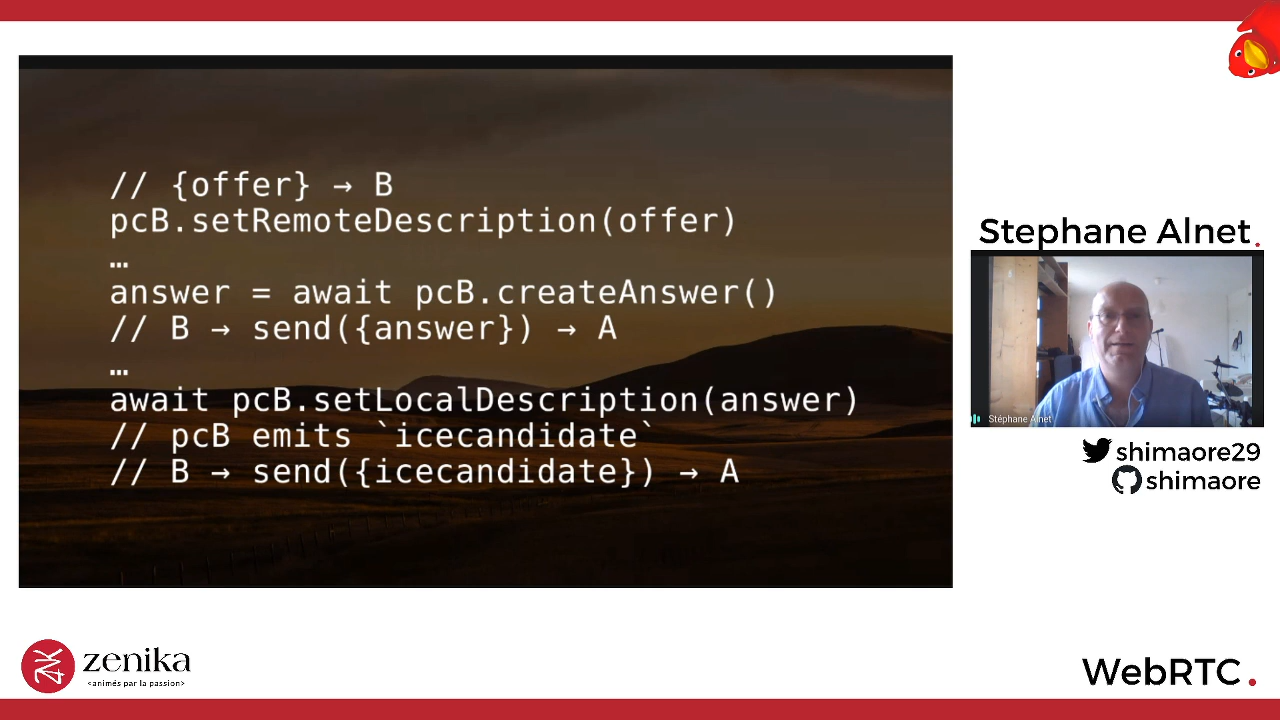 // {offer} → B
pcB.setRemoteDescription(offer)
…
answer = await pcB.createAnswer()
// B → send({answer}) → A
…
await pcB.setLocalDescription(answer)
// pcB emits `icecandidate`
// B → send({icecandidate}) → A
Stephane Alnet.
Stéphane Alnet
shimaore29
shimaore
zenika
<animés par la passion>
WebRTC.